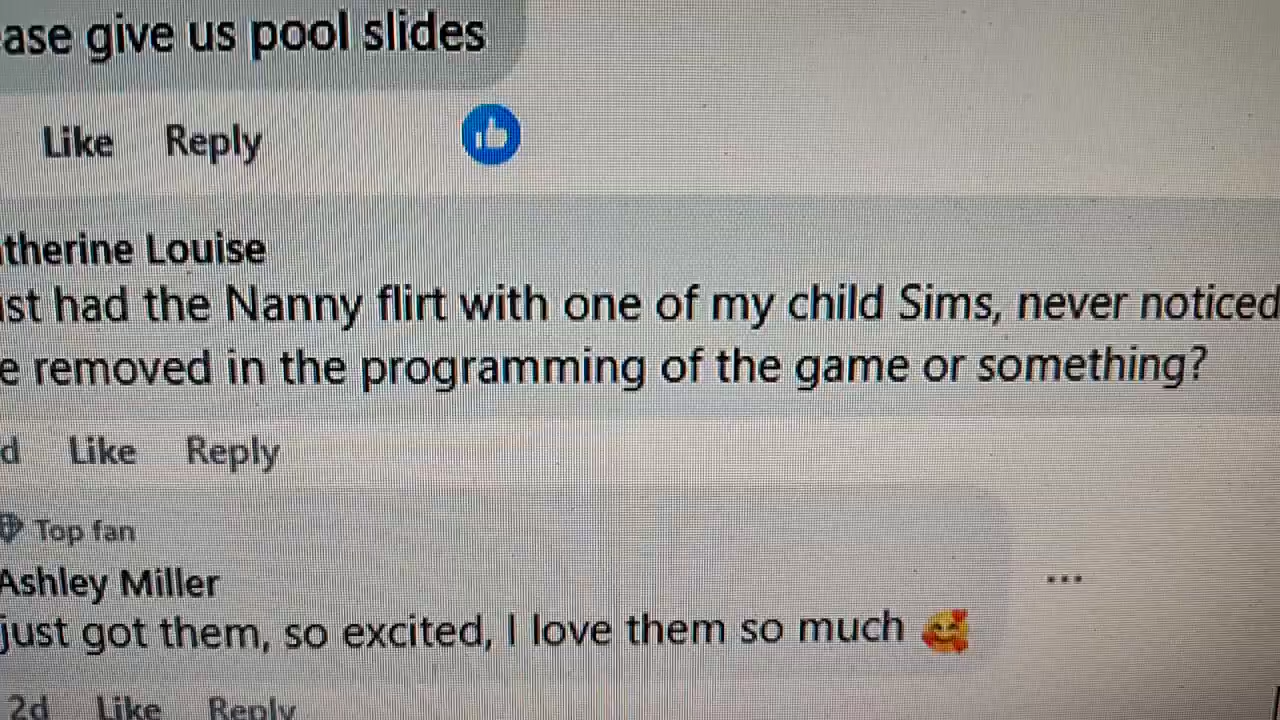 ase give us pool slides
Like Reply
therine Louise
st had the Nanny flirt with one of my child Sims, never noticed
e removed in the programming of the game or something?
d Like Reply
Top fan
Ashley Miller
just got them, so excited, I love them so much 🥰
2d Like Reply